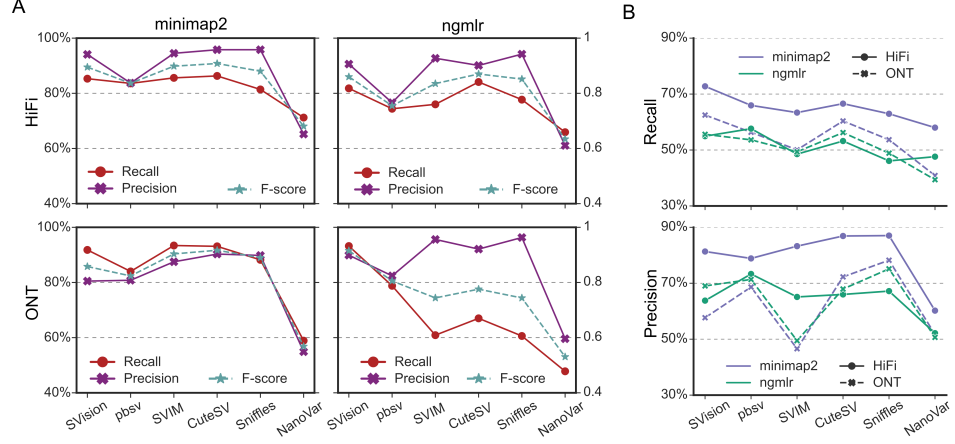 A
minimap2
ngmlr
B
100%
80%
60%
40%
HiFi
Recall
Precision
F-score
1
0.8
0.6
0.4
Recall
Precision
F-score
100%
80%
60%
40%
ONT
Recall
Precision
F-score
SVision
pbsv
SVIM
CuteSV
Sniffles
NanoVar
1
0.8
0.6
0.4
Recall
Precision
F-score
SVision
pbsv
SVIM
CuteSV
Sniffles
NanoVar
90%
70%
50%
30%
Recall
minimap2
HiFi
ngmlr
ONT
90%
70%
50%
30%
Precision
minimap2
HiFi
ngmlr
ONT
SVision
pbsv
SVIM
CuteSV
Sniffles
NanoVar